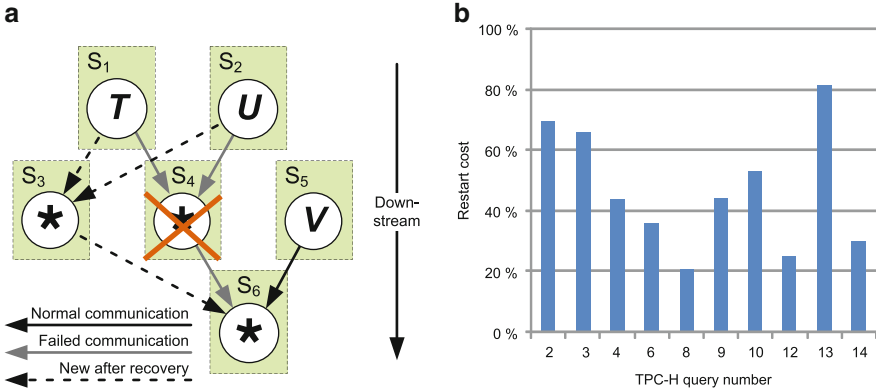 a
S1
S2
T
U
S3
S4
S5
*
*
V
Down-
stream
S6
*
Normal communication
Failed communication
New after recovery
b
100 %
80 %
60 %
40 %
20 %
0 %
Restart cost
2 3 4 6 8 9 10 12 13 14
TPC-H query number